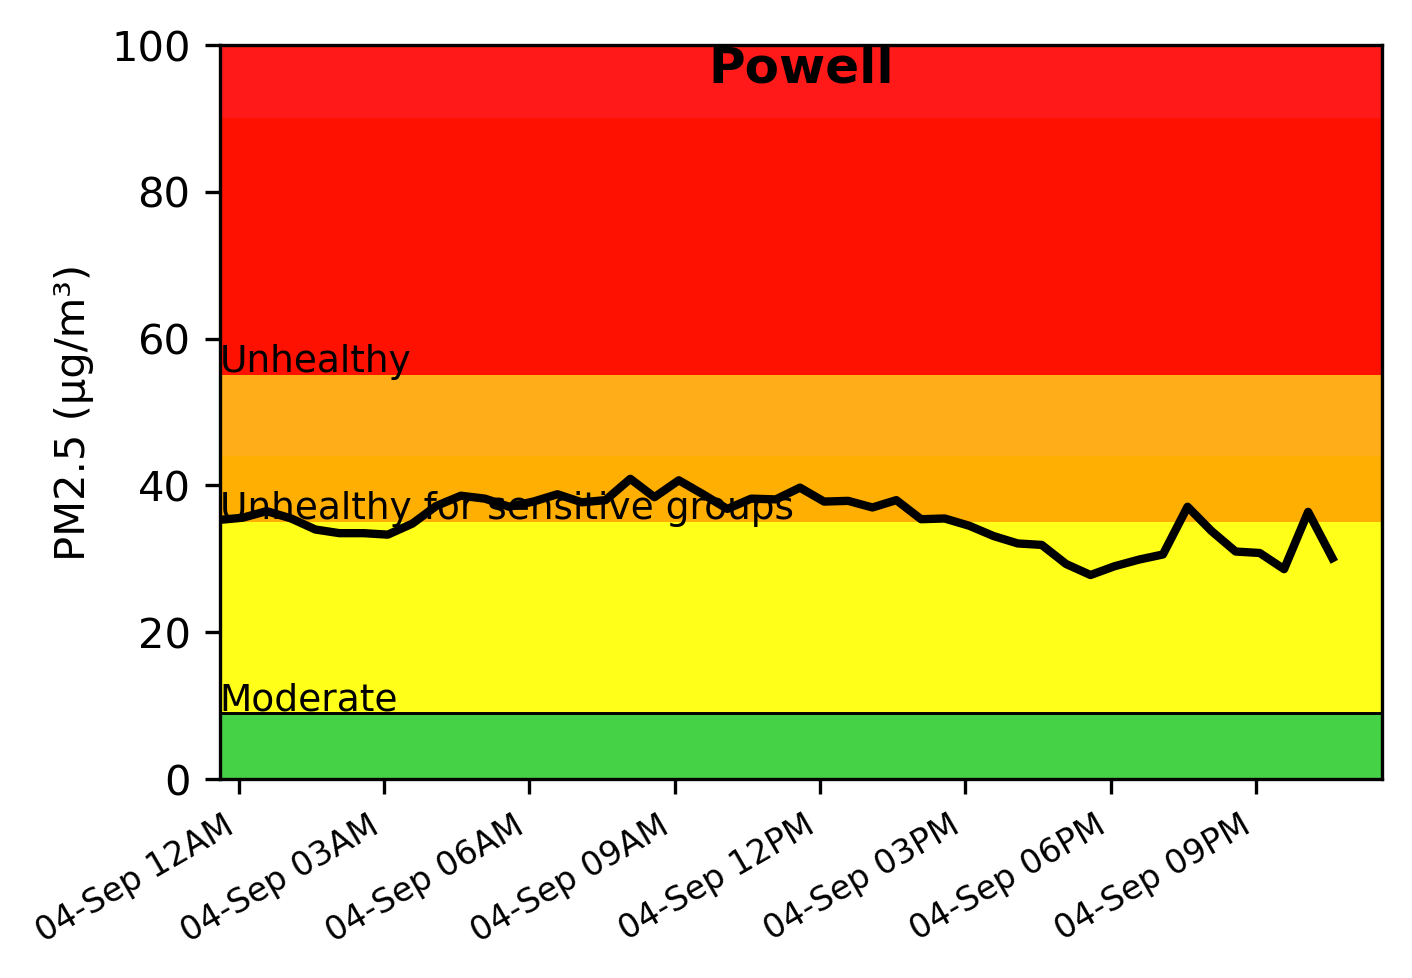 Powell
100
80
60
40
20
0
PM2.5 (µg/m³)
Unhealthy
Unhealthy for sensitive groups
Moderate
04-Sep 12AM
04-Sep 03AM
04-Sep 06AM
04-Sep 09AM
04-Sep 12PM
04-Sep 03PM
04-Sep 06PM
04-Sep 09PM